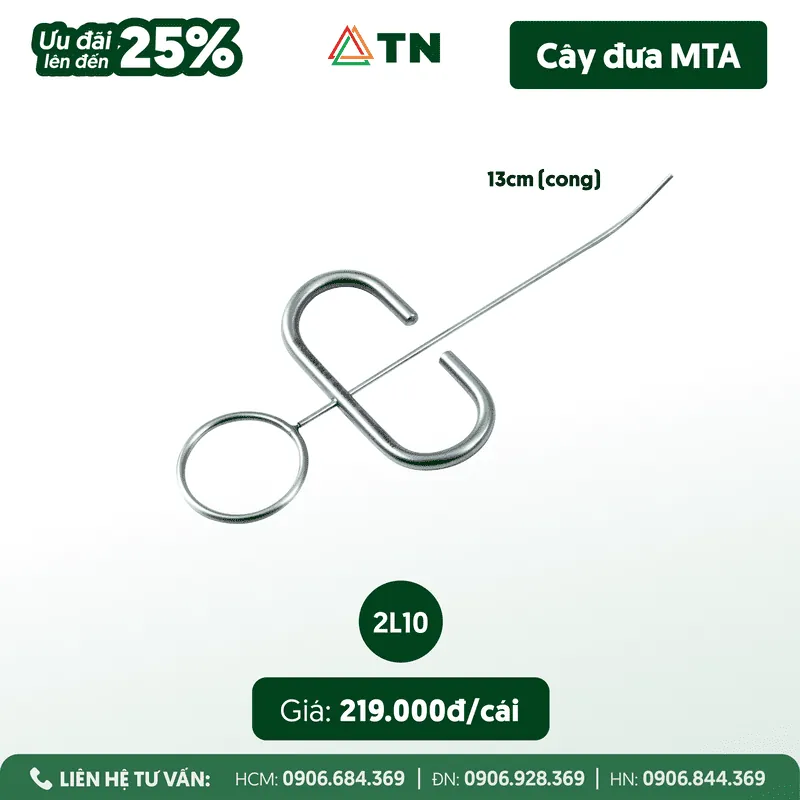 Ưu đãi
lên đến 25%
TN
Cây đưa MTA
13cm (cong)
2L10
Giá: 219.000đ/cái
LIÊN HỆ TƯ VẤN: HCM: 0906.684.369 | ĐN: 0906.928.369 | HN: 0906.844.369